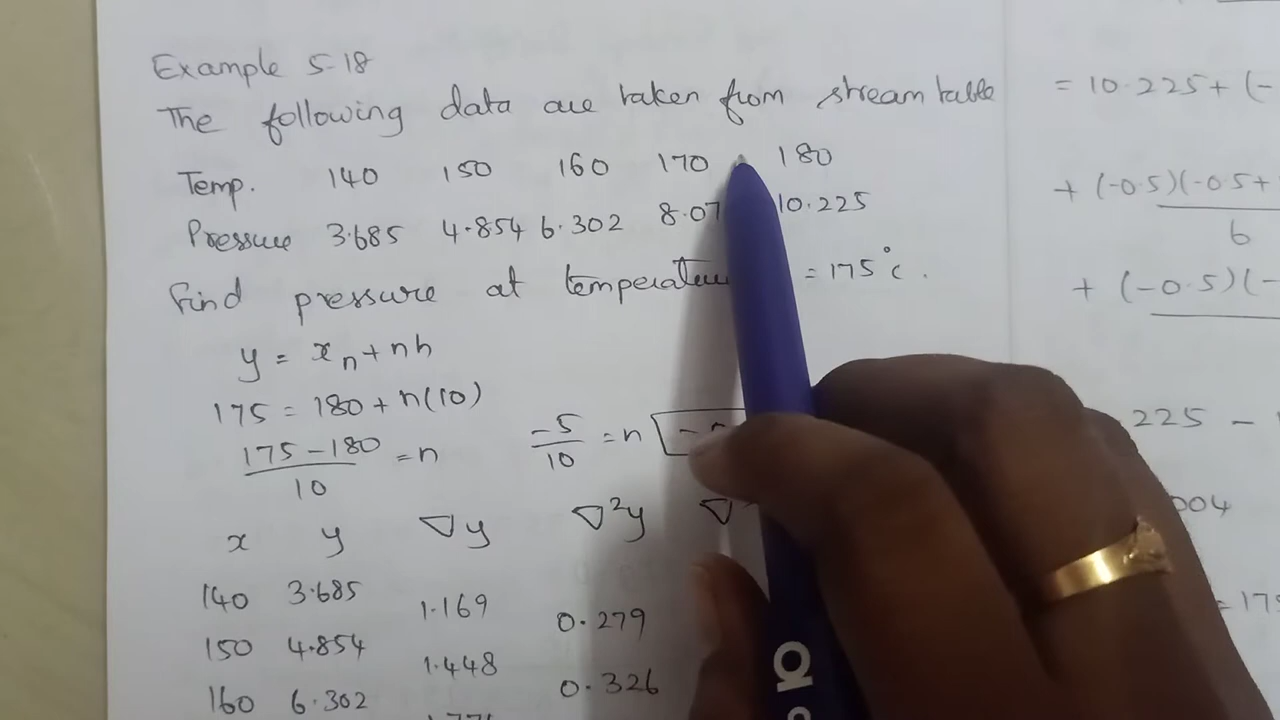 Example 5-18
The following data are taken from stream table
Temp. 140 150 160 170 180
Pressure 3.685 4.854 6.302 8.07 10.225
Find pressure at temperature = 175°c.
y = xn + nh
175 = 180 + n(10)
175 - 180 / 10 = n
-5 / 10 = n
x y ▽y ▽²y ▽
140 3.685
1.169 0.279
150 4.854
1.448 0.326
160 6.302
= 10.225 + (-
+ (-0.5)(-0.5+
6
+ (-0.5)(-
225 -
004
= 175